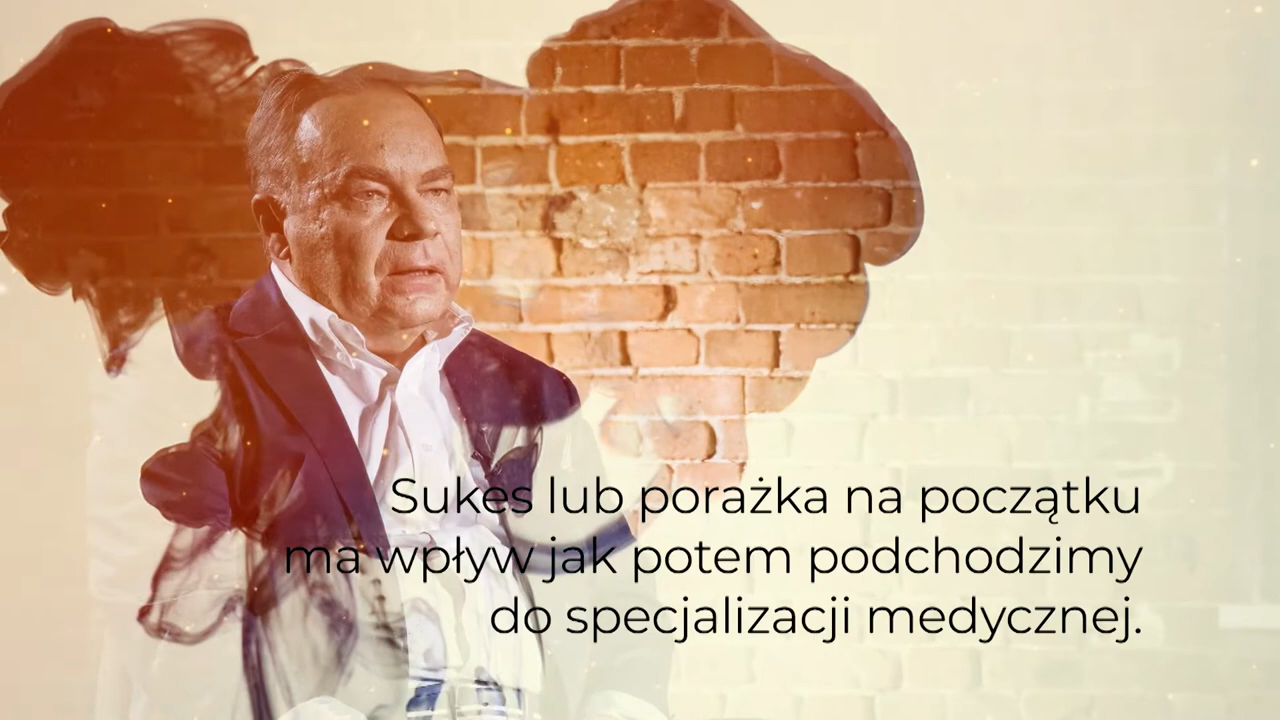 Sukes lub porażka na początku
ma wpływ jak potem podchodzimy
do specjalizacji medycznej.